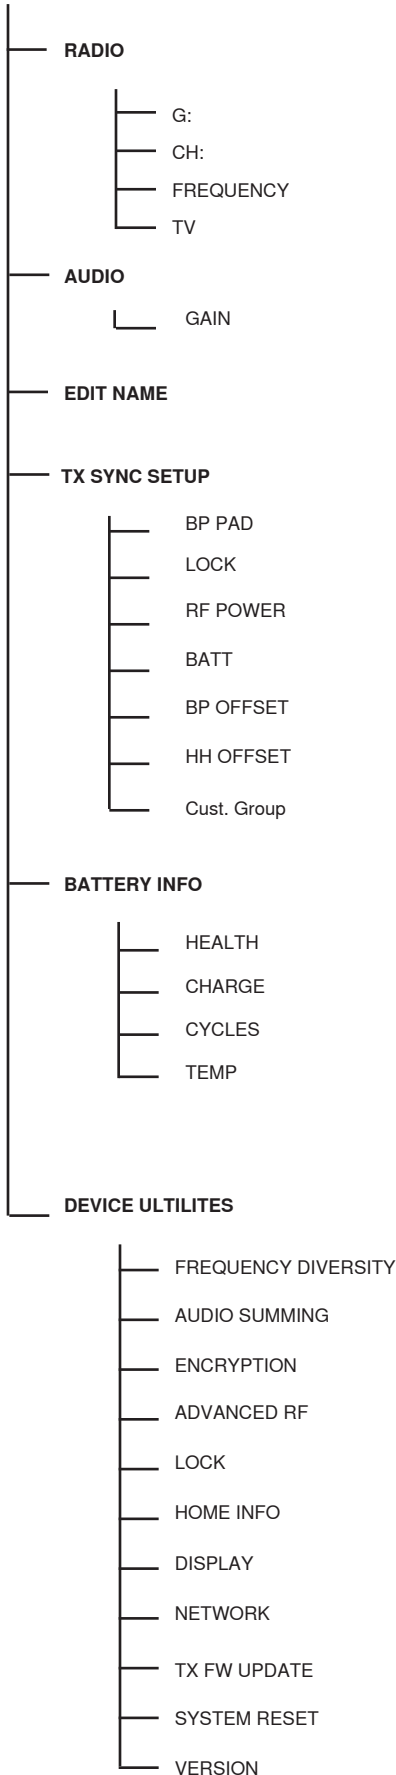 RADIO
G:
CH:
FREQUENCY
TV
AUDIO
GAIN
EDIT NAME
TX SYNC SETUP
BP PAD
LOCK
RF POWER
BATT
BP OFFSET
HH OFFSET
Cust. Group
BATTERY INFO
HEALTH
CHARGE
CYCLES
TEMP
DEVICE ULTILITES
FREQUENCY DIVERSITY
AUDIO SUMMING
ENCRYPTION
ADVANCED RF
LOCK
HOME INFO
DISPLAY
NETWORK
TX FW UPDATE
SYSTEM RESET
VERSION